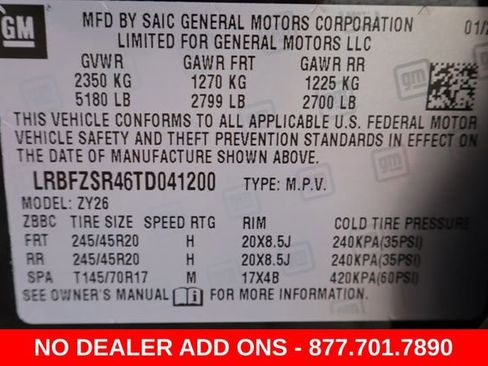 GM
MFD BY SAIC GENERAL MOTORS CORPORATION 01/2
LIMITED FOR GENERAL MOTORS LLC
GVWR GAWR FRT GAWR RR
2350 KG 1270 KG 1225 KG
5180 LB 2799 LB 2700 LB
THIS VEHICLE CONFORMS TO ALL APPLICABLE U.S. FEDERAL MOTOR
VEHICLE SAFETY AND THEFT PREVENTION STANDARDS IN EFFECT ON
THE DATE OF MANUFACTURE SHOWN ABOVE.
LRBFZSR46TD041200 TYPE: M.P.V.
MODEL: ZY26
ZBBC TIRE SIZE SPEED RTG RIM COLD TIRE PRESSURE
FRT 245/45R20 H 20X8.5J 240KPA(35PSI)
RR 245/45R20 H 20X8.5J 240KPA(35PSI)
SPA T145/70R17 M 17X4B 420KPA(60PSI)
SEE OWNER'S MANUAL FOR MORE INFORMATION
NO DEALER ADD ONS - 877.701.7890